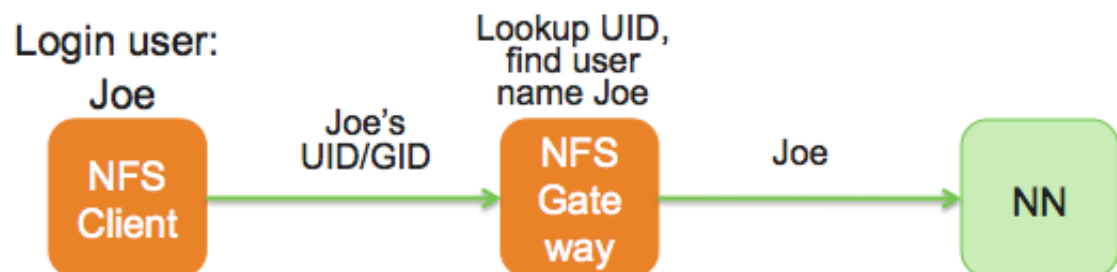 Login user:
Joe
NFS
Client
Joe's
UID/GID
Lookup UID,
find user
name Joe
NFS
Gate
way
Joe
NN